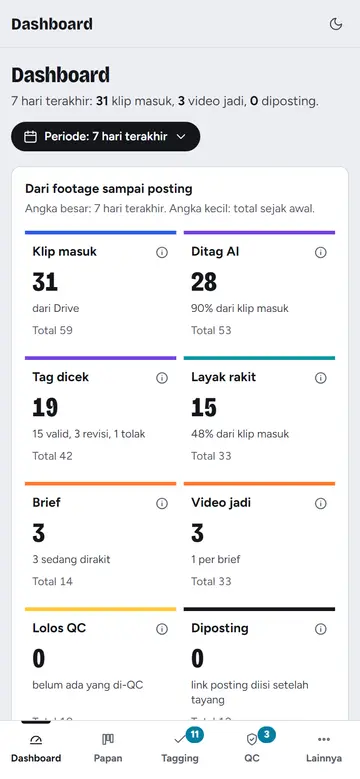 Dashboard
Dashboard
7 hari terakhir: 31 klip masuk, 3 video jadi, 0 diposting.
Periode: 7 hari terakhir
Dari footage sampai posting
Angka besar: 7 hari terakhir. Angka kecil: total sejak awal.
Klip masuk
31
dari Drive
Total 59
Ditag AI
28
90% dari klip masuk
Total 53
Tag dicek
19
15 valid, 3 revisi, 1 tolak
Total 42
Layak rakit
15
48% dari klip masuk
Total 33
Brief
3
3 sedang dirakit
Total 14
Video jadi
3
1 per brief
Total 33
Lolos QC
0
belum ada yang di-QC
Diposting
0
link posting diisi setelah
tayang
Dashboard
Papan
11
Tagging
3
QC
Lainnya